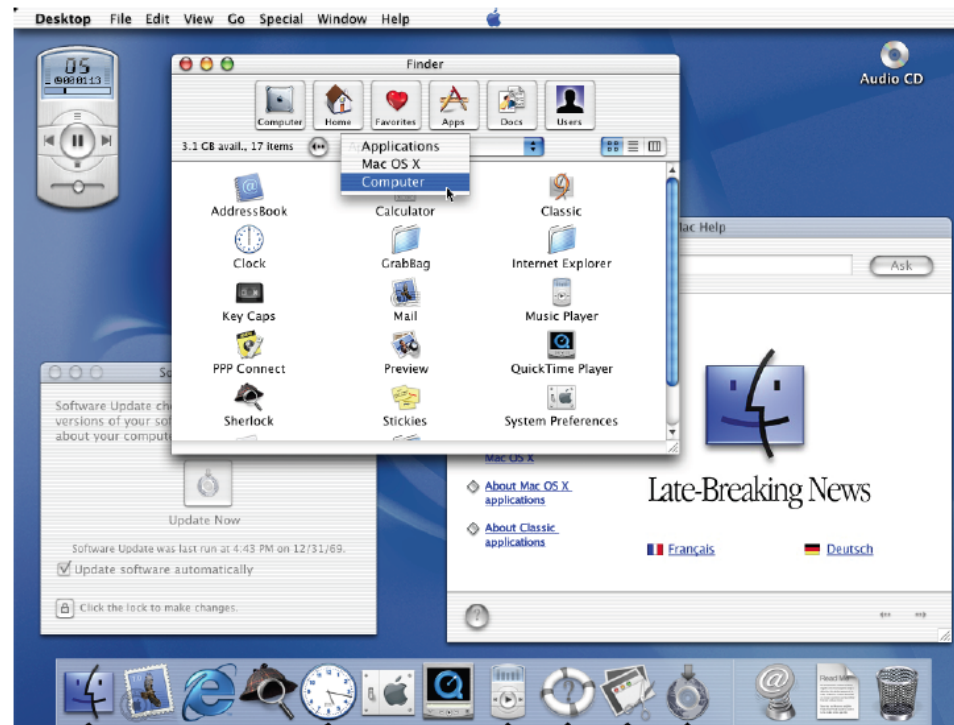 Desktop File Edit View Go Special Window Help
05
Audio CD
Finder
Computer Home Favorites Apps Docs Users
3.1 GB avail., 17 items
Applications
Mac OS X
Computer
AddressBook Calculator Classic
Clock GrabBag Internet Explorer
Key Caps Mail Music Player
PPP Connect Preview QuickTime Player
Sherlock Stickies System Preferences
Mac Help
Ask
Software Update
versions of your
about your
Update Now
Software Update was last run at 4:43 PM on 12/31/69.
Update software automatically
Click the lock to make changes.
Mac OS X
About Mac OS X
applications
About Classic
applications
Late-Breaking News
Français Deutsch
?
Read Me